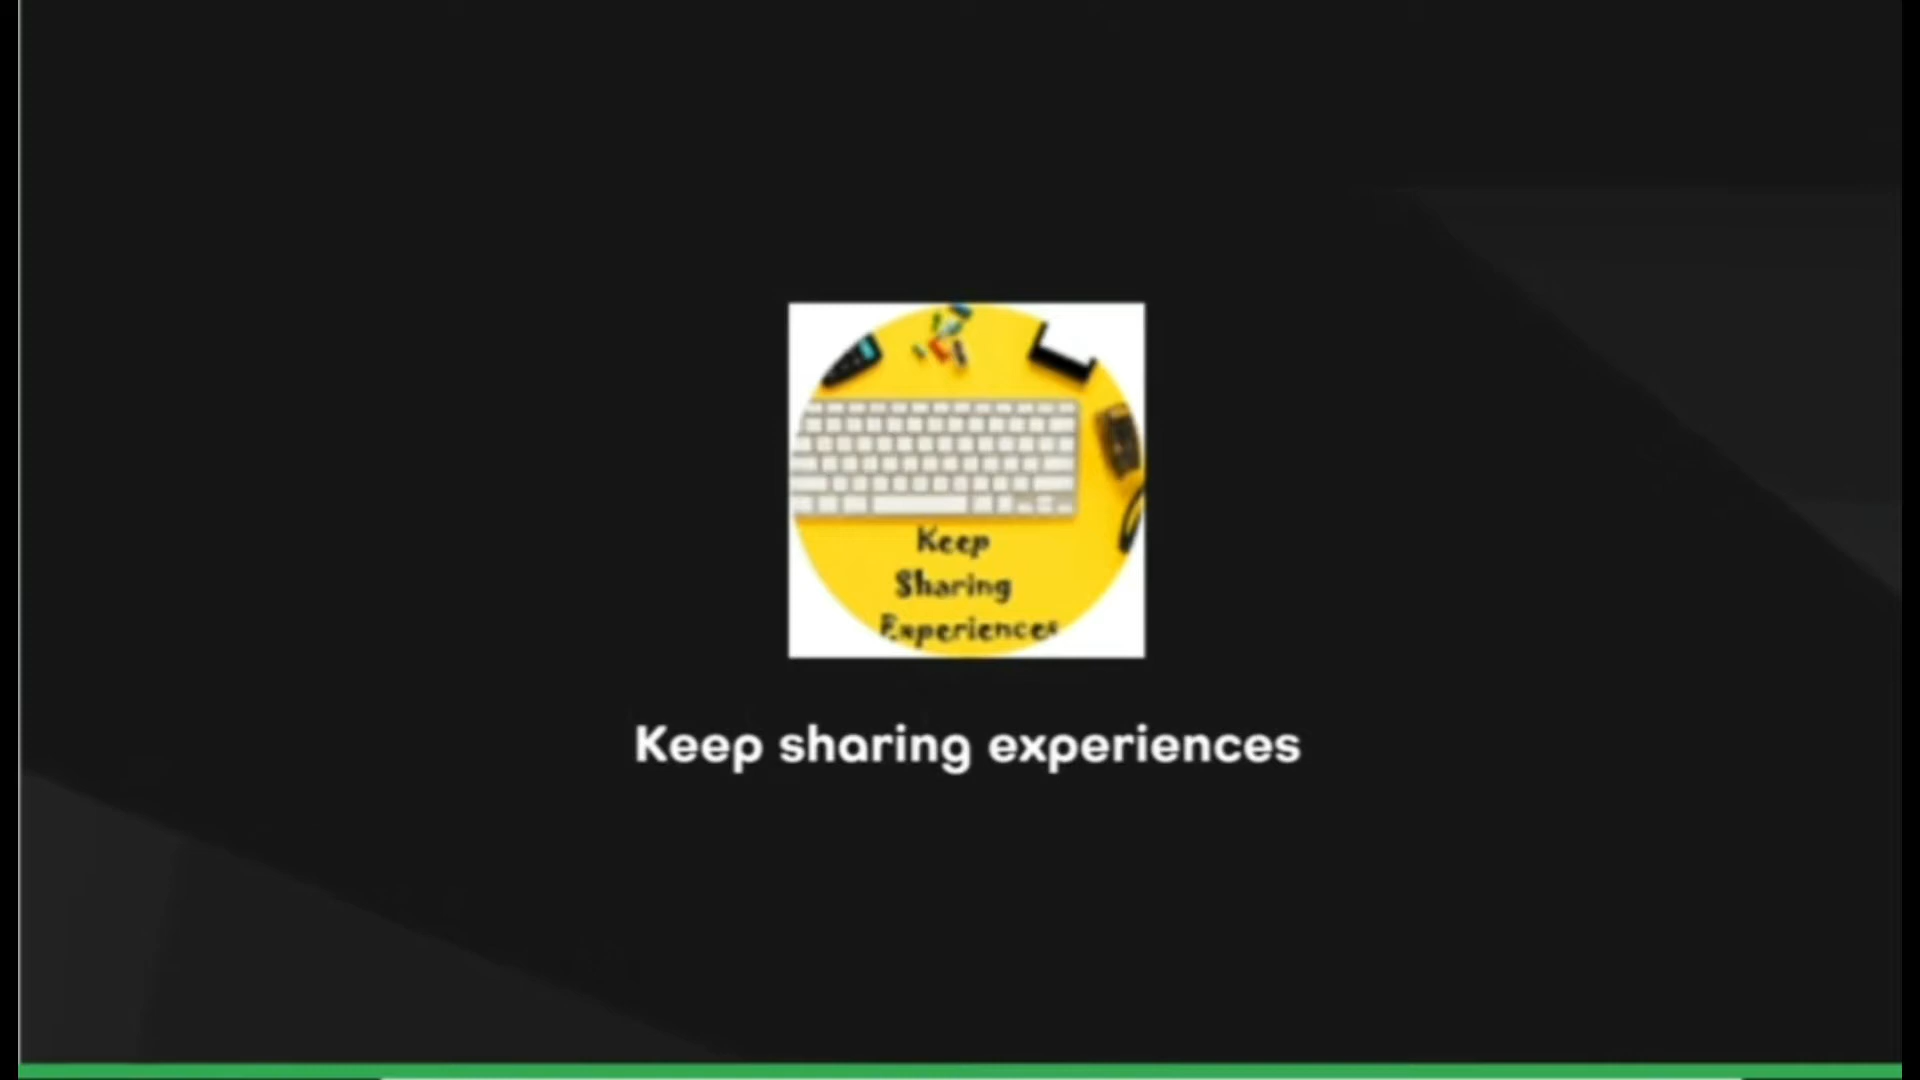 Keep
Sharing
Experiences
Keep sharing experiences